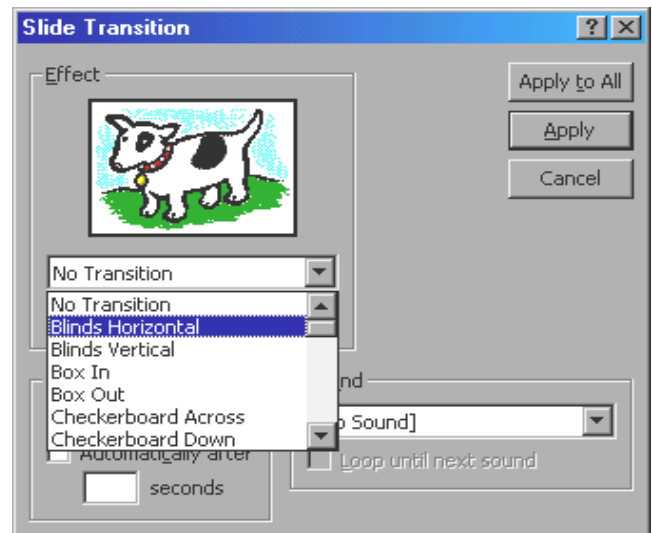 Slide Transition
Effect
Apply to All
Apply
Cancel
No Transition
No Transition
Blinds Horizontal
Blinds Vertical
Box In
Box Out
Checkerboard Across
Checkerboard Down
nd
Sound]
Automatically after
Loop until next sound
seconds